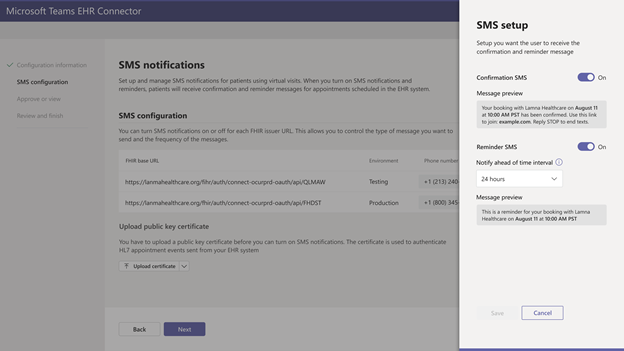 Microsoft Teams EHR Connector
Configuration information
SMS configuration
Approve or view
Review and finish
SMS notifications
Set up and manage SMS notifications for patients using virtual visits. When you turn on SMS notifications and
reminders, patients will receive confirmation and reminder messages for appointments scheduled in the EHR system.
SMS configuration
You can turn SMS notifications on or off for each FHIR issuer URL. This allows you to control the type of message you want to
send and the frequency of the messages.
FHIR base URL Environment Phone number
https://lanmahealthcare.org/fihr/auth/connect-ocurprd-oauth/api/QLMAW Testing +1 (213) 246
https://lanmahealthcare.org/fhir/auth/connect-ocurprd-oauth/api/FHDST Production +1 (800) 345
Upload public key certificate
You have to upload a public key certificate before you can turn on SMS notifications. The certificate is used to authenticate
HL7 appointment events sent from your EHR system
Upload certificate
Back
Next
SMS setup
Setup you want the user to receive the
confirmation and reminder message
Confirmation SMS On
Message preview
Your booking with Lamna Healthcare on August 11
at 10:00 AM PST has been confirmed. Use this link
to join: example.com. Reply STOP to end texts.
Reminder SMS On
Notify ahead of time interval
24 hours
Message preview
This is a reminder for your booking with Lamna
Healthcare on August 11 at 10:00 AM PST
Save
Cancel